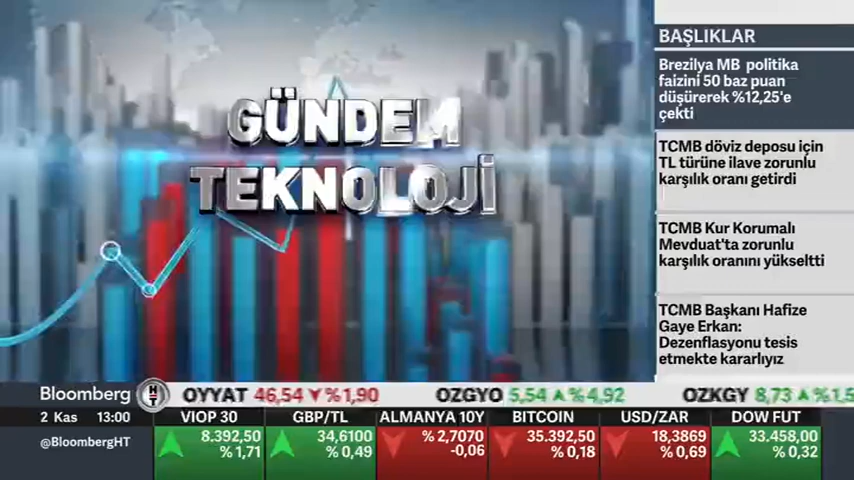 GÜNDEM
TEKNOLOJİ
BAŞLIKLAR
Brezilya MB politika
faizini 50 baz puan
düşürerek %12,25'e
çekti
TCMB döviz deposu için
TL türüne ilave zorunlu
karşılık oranı getirdi
TCMB Kur Korumalı
Mevduat'ta zorunlu
karşılık oranını yükseltti
TCMB Başkanı Hafize
Gaye Erkan:
Dezenflasyonu tesis
etmekte kararlıyız
Bloomberg HT OYYAT 46,54 %1,90 OZGYO 5,54 %4,92 OZKGY 8,73 %1,5
2 Kas 13:00 VIOP 30 GBP/TL ALMANYA 10Y BITCOIN USD/ZAR DOW FUT
@BloombergHT 8.392,50 34,6100 %2,7070 35.392,50 18,3869 33.458,00
%1,71 %0,49 -0,06 %0,18 %0,69 %0,32